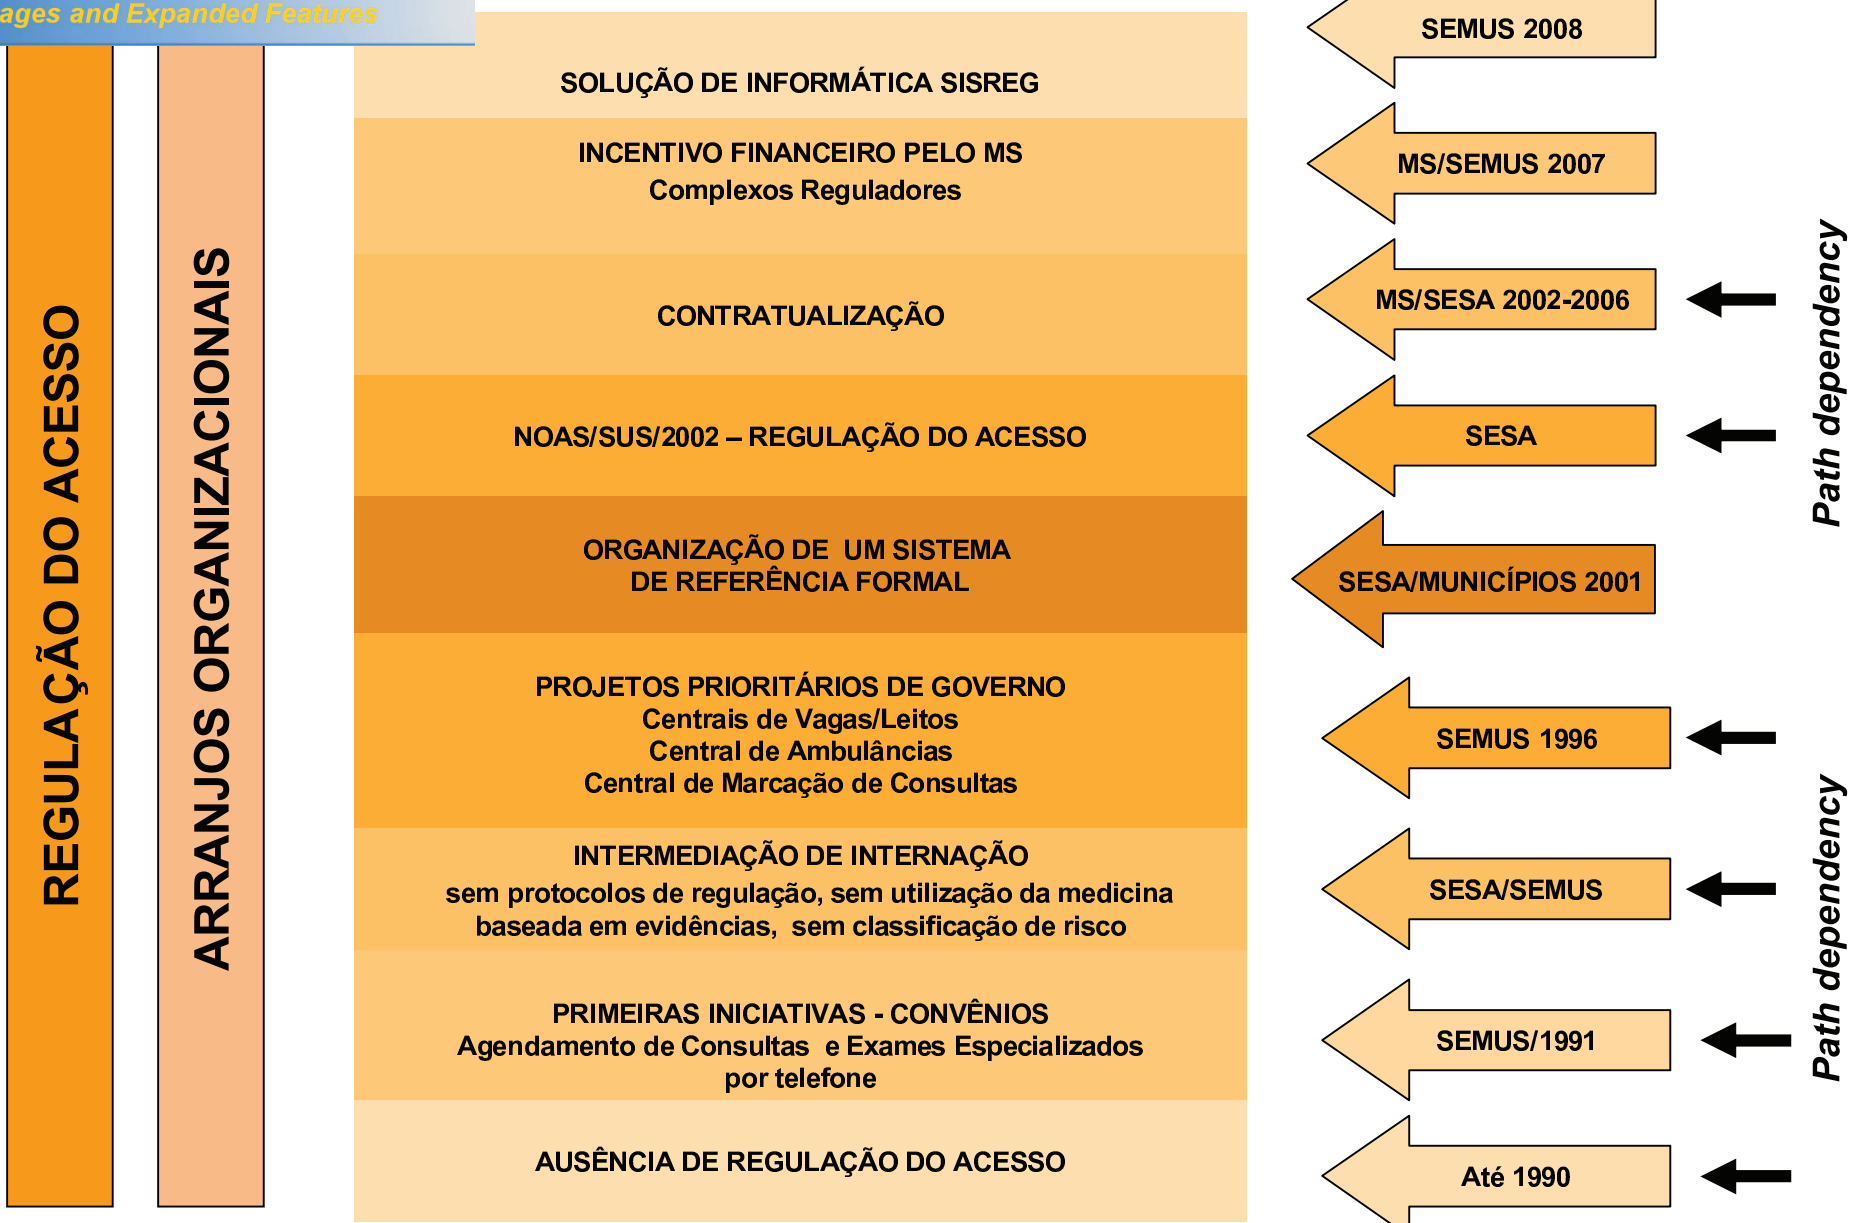 ages and Expanded Features
REGULAÇÃO DO ACESSO
ARRANJOS ORGANIZACIONAIS
SOLUÇÃO DE INFORMÁTICA SISREG
SEMUS 2008
INCENTIVO FINANCEIRO PELO MS
Complexos Reguladores
MS/SEMUS 2007
CONTRATUALIZAÇÃO
MS/SESA 2002-2006
NOAS/SUS/2002 – REGULAÇÃO DO ACESSO
SESA
Path dependency
ORGANIZAÇÃO DE UM SISTEMA
DE REFERÊNCIA FORMAL
SESA/MUNICÍPIOS 2001
PROJETOS PRIORITÁRIOS DE GOVERNO
Centrais de Vagas/Leitos
Central de Ambulâncias
Central de Marcação de Consultas
SEMUS 1996
INTERMEDIAÇÃO DE INTERNAÇÃO
sem protocolos de regulação, sem utilização da medicina
baseada em evidências, sem classificação de risco
SESA/SEMUS
PRIMEIRAS INICIATIVAS - CONVÊNIOS
Agendamento de Consultas e Exames Especializados
por telefone
SEMUS/1991
Path dependency
AUSÊNCIA DE REGULAÇÃO DO ACESSO
Até 1990